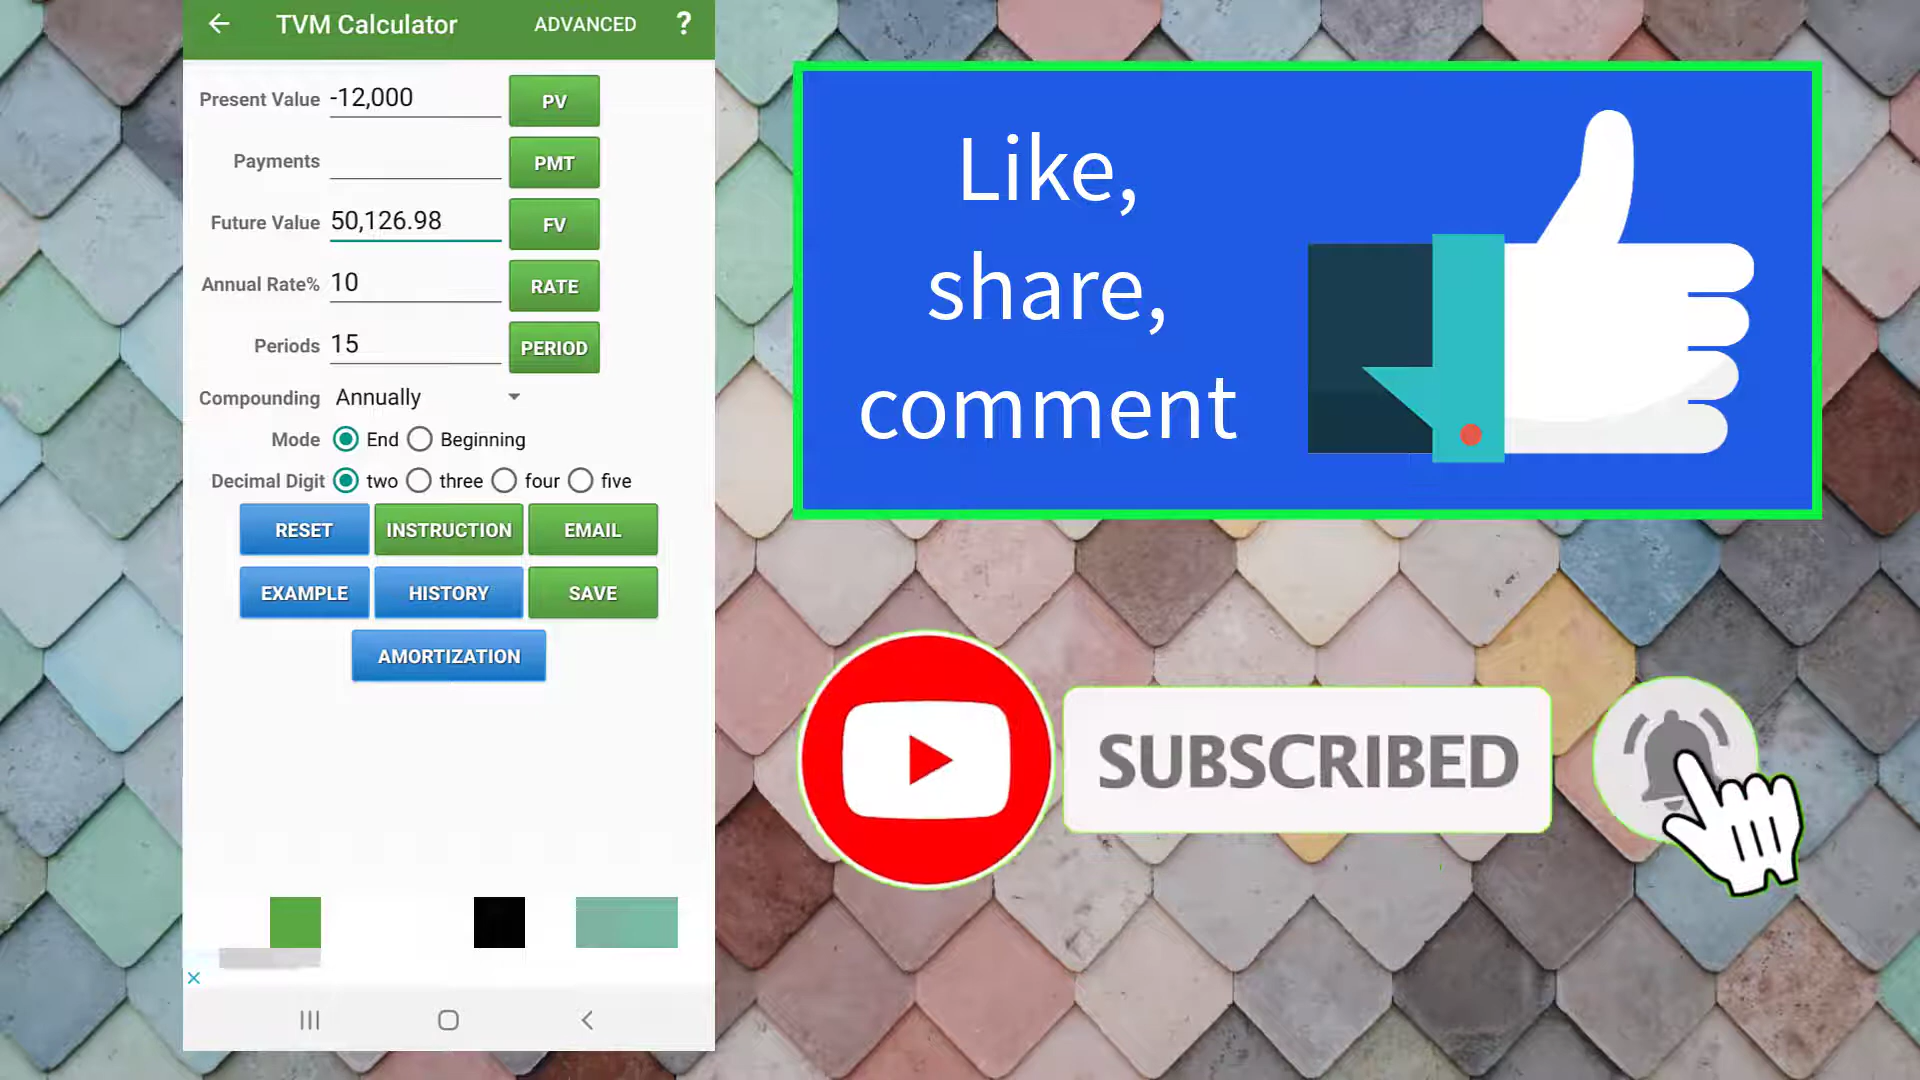 TVM Calculator ADVANCED ?
Present Value -12,000 PV
Payments PMT
Future Value 50,126.98 FV
Annual Rate% 10 RATE
Periods 15 PERIOD
Compounding Annually
Mode End Beginning
Decimal Digit two three four five
RESET INSTRUCTION EMAIL
EXAMPLE HISTORY SAVE
AMORTIZATION
Like,
share,
comment
SUBSCRIBED